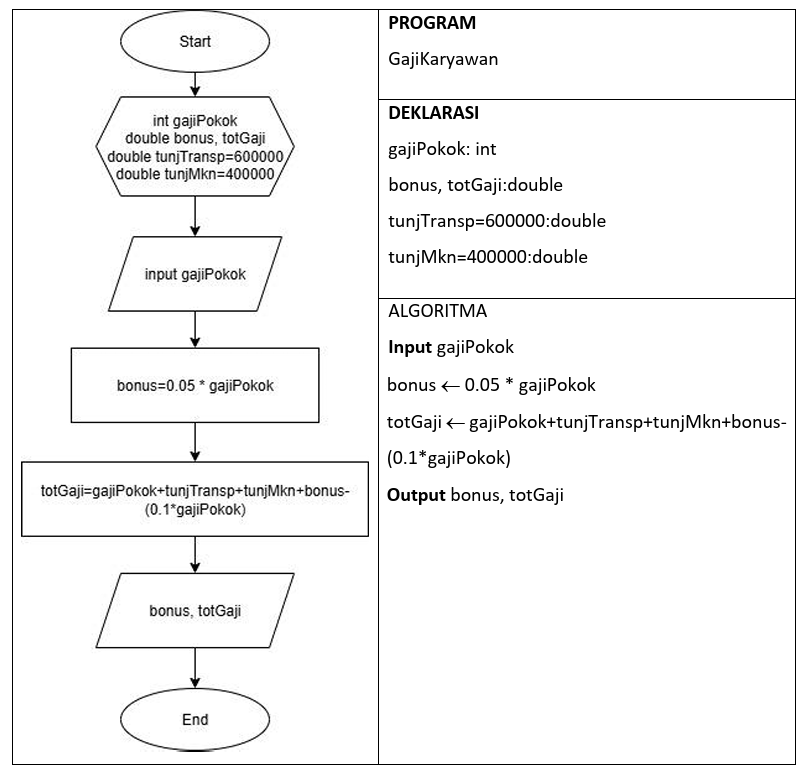 Start
int gajiPokok
double bonus, totGaji
double tunjTransp=600000
double tunjMkn=400000
input gajiPokok
bonus=0.05 * gajiPokok
totGaji=gajiPokok+tunjTransp+tunjMkn+bonus-
(0.1*gajiPokok)
bonus, totGaji
End
PROGRAM
GajiKaryawan
DEKLARASI
gajiPokok: int
bonus, totGaji:double
tunjTransp=600000:double
tunjMkn=400000:double
ALGORITMA
Input gajiPokok
bonus ← 0.05 * gajiPokok
totGaji ← gajiPokok+tunjTransp+tunjMkn+bonus-
(0.1*gajiPokok)
Output bonus, totGaji